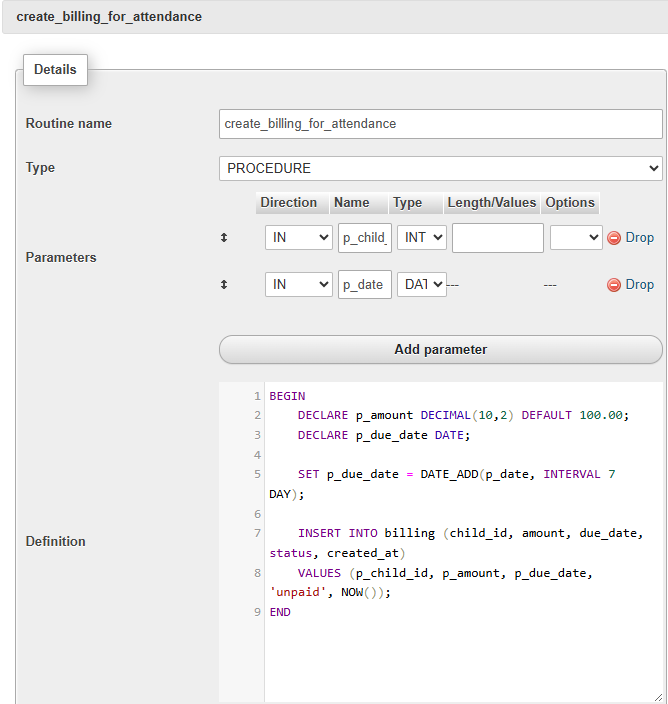 create_billing_for_attendance
Details
Routine name create_billing_for_attendance
Type PROCEDURE
Direction Name Type Length/Values Options
IN p_child_ INT Drop
Parameters
IN p_date DAT --- --- Drop
Add parameter
Definition
1 BEGIN
2 DECLARE p_amount DECIMAL(10,2) DEFAULT 100.00;
3 DECLARE p_due_date DATE;
4
5 SET p_due_date = DATE_ADD(p_date, INTERVAL 7
DAY);
6
7 INSERT INTO billing (child_id, amount, due_date,
status, created_at)
8 VALUES (p_child_id, p_amount, p_due_date,
'unpaid', NOW());
9 END